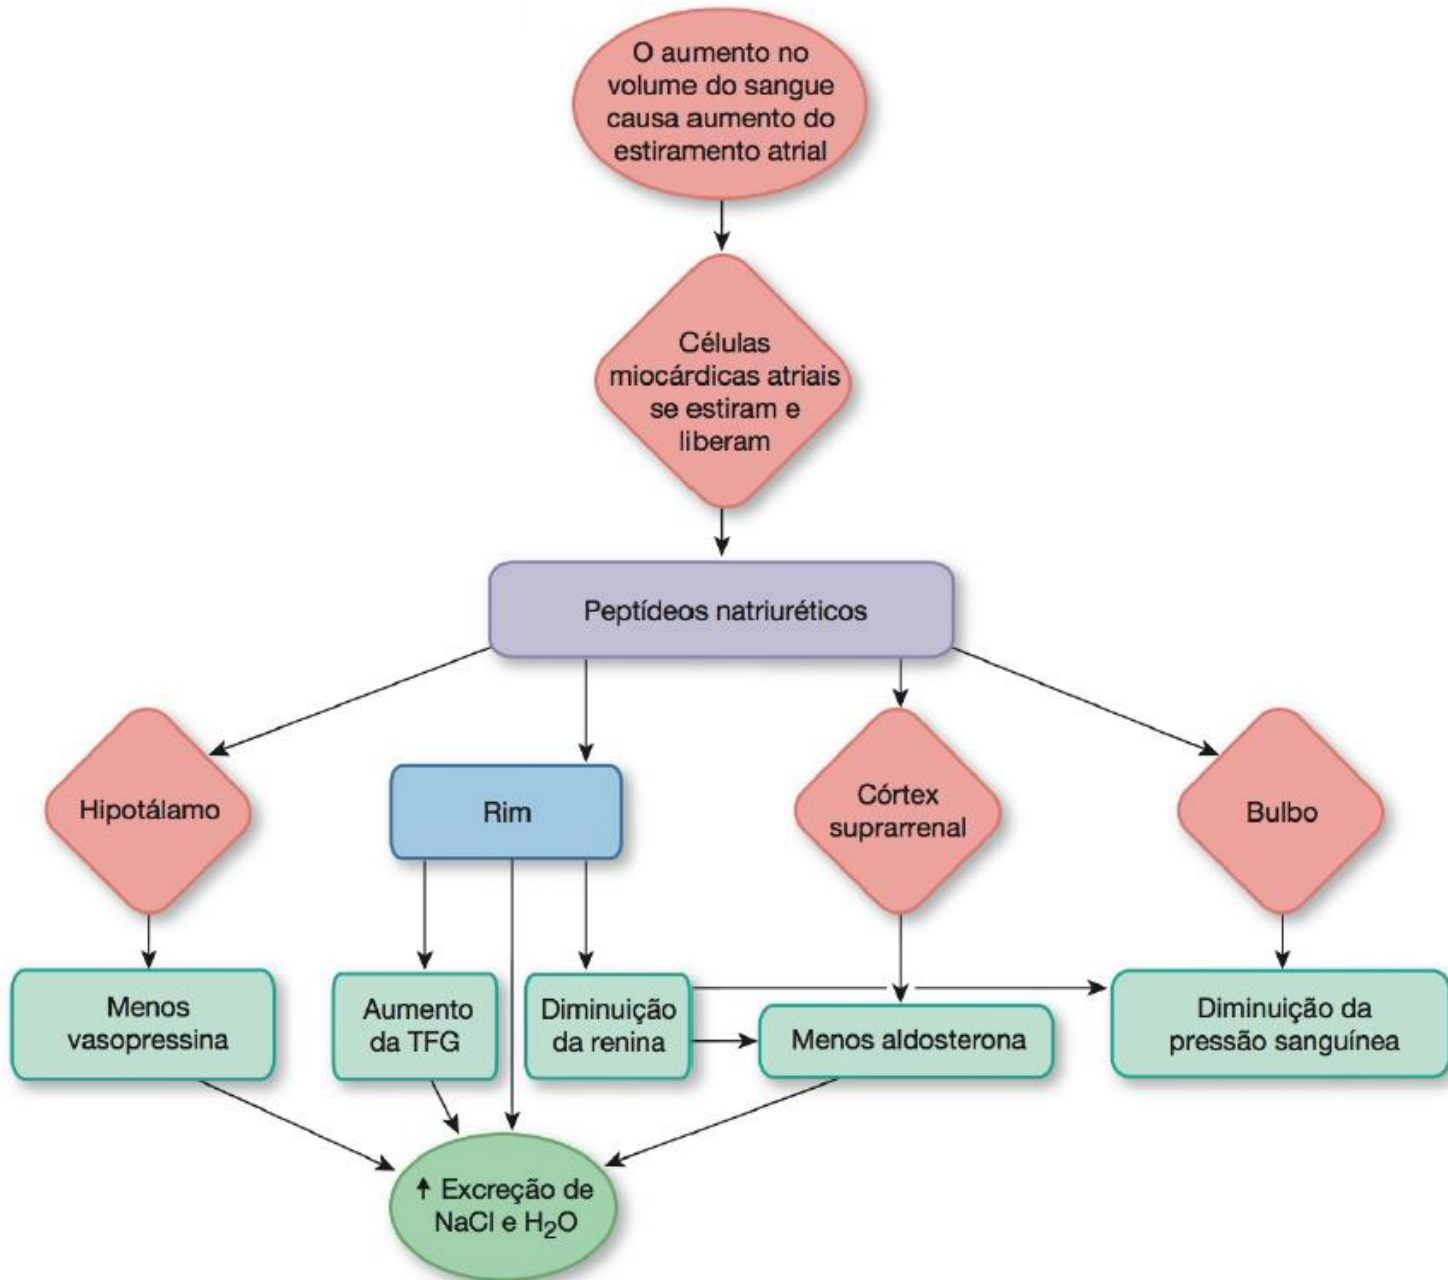 O aumento no
volume do sangue
causa aumento do
estiramento atrial
Células
miocárdicas atriais
se estiram e
liberam
Peptídeos natriuréticos
Hipotálamo
Rim
Córtex
suprarrenal
Bulbo
Menos
vasopressina
Aumento
da TFG
Diminuição
da renina
Menos aldosterona
Diminuição da
pressão sanguínea
↑ Excreção de
NaCl e H₂O